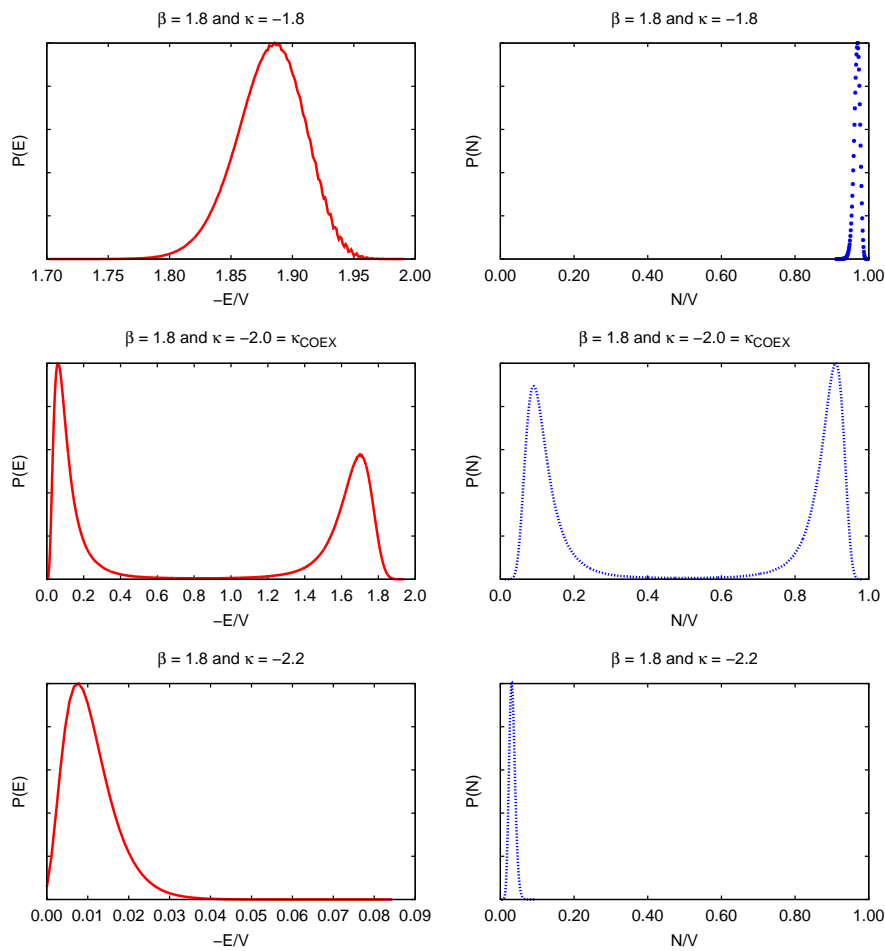 β = 1.8 and κ = −1.8
P(E)
1.70 1.75 1.80 1.85 1.90 1.95 2.00
−E/V
β = 1.8 and κ = −1.8
P(N)
0.00 0.20 0.40 0.60 0.80 1.00
N/V
β = 1.8 and κ = −2.0 = κCOEX
P(E)
0.0 0.2 0.4 0.6 0.8 1.0 1.2 1.4 1.6 1.8 2.0
−E/V
β = 1.8 and κ = −2.0 = κCOEX
P(N)
0.0 0.2 0.4 0.6 0.8 1.0
N/V
β = 1.8 and κ = −2.2
P(E)
0.00 0.01 0.02 0.03 0.04 0.05 0.06 0.07 0.08 0.09
−E/V
β = 1.8 and κ = −2.2
P(N)
0.00 0.20 0.40 0.60 0.80 1.00
N/V